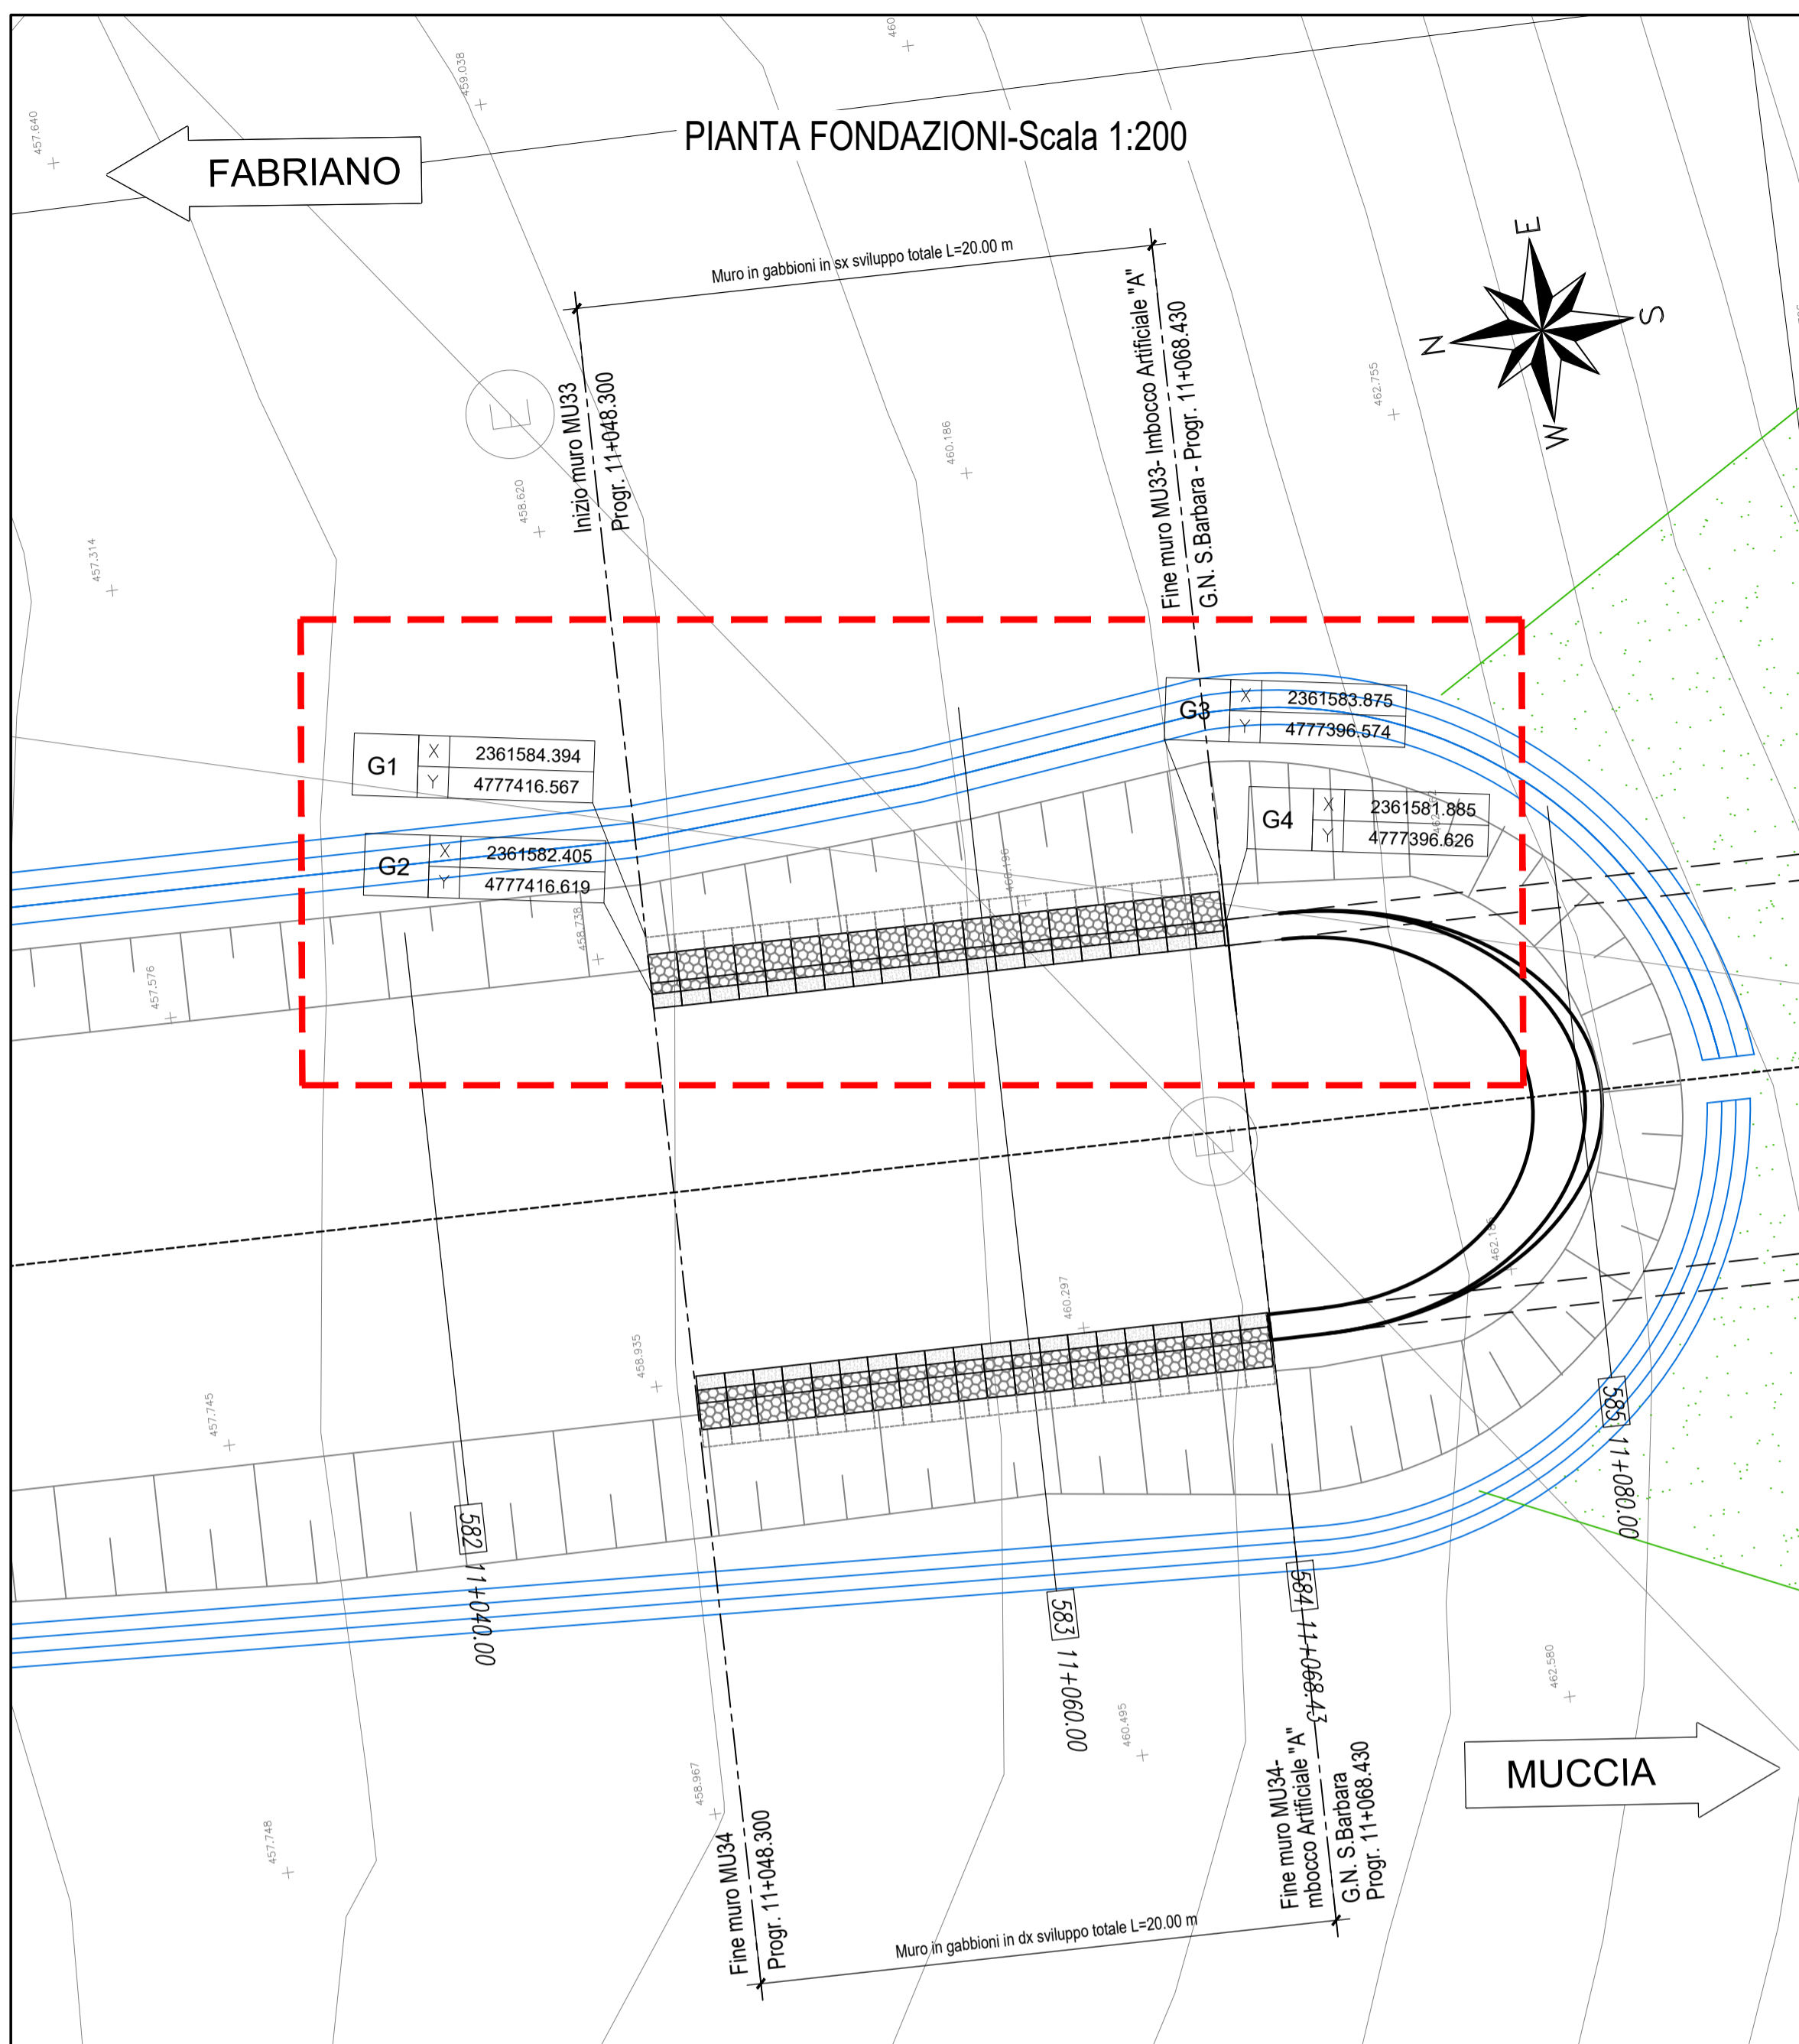 PIANTA FONDAZIONI-Scala 1:200
FABRIANO
MUCCIA
N
E
S
W
Muro in gabbioni in sx sviluppo totale L=20.00 m
Inizio muro MU33
Progr. 11+048.300
Fine muro MU33- Imbocco Artificiale "A"
G.N. S.Barbara - Progr. 11+068.430
G1 X 2361584.394
Y 4777416.567
G2 X 2361582.405
Y 4777416.619
G3 X 2361583.875
Y 4777396.574
G4 X 2361581.885
Y 4777396.626
582 11+040.00
583 11+060.00
584 11+068.43
585 11+080.00
Fine muro MU34
Progr. 11+048.300
Fine muro MU34-
mbocco Artificiale "A"
G.N. S.Barbara
Progr. 11+068.430
Muro in gabbioni in dx sviluppo totale L=20.00 m
457.640
459.038
457.314
458.620
460.186
462.755
457.576
458.738
460.196
457.745
458.935
460.297
457.748
458.967
460.495
462.580